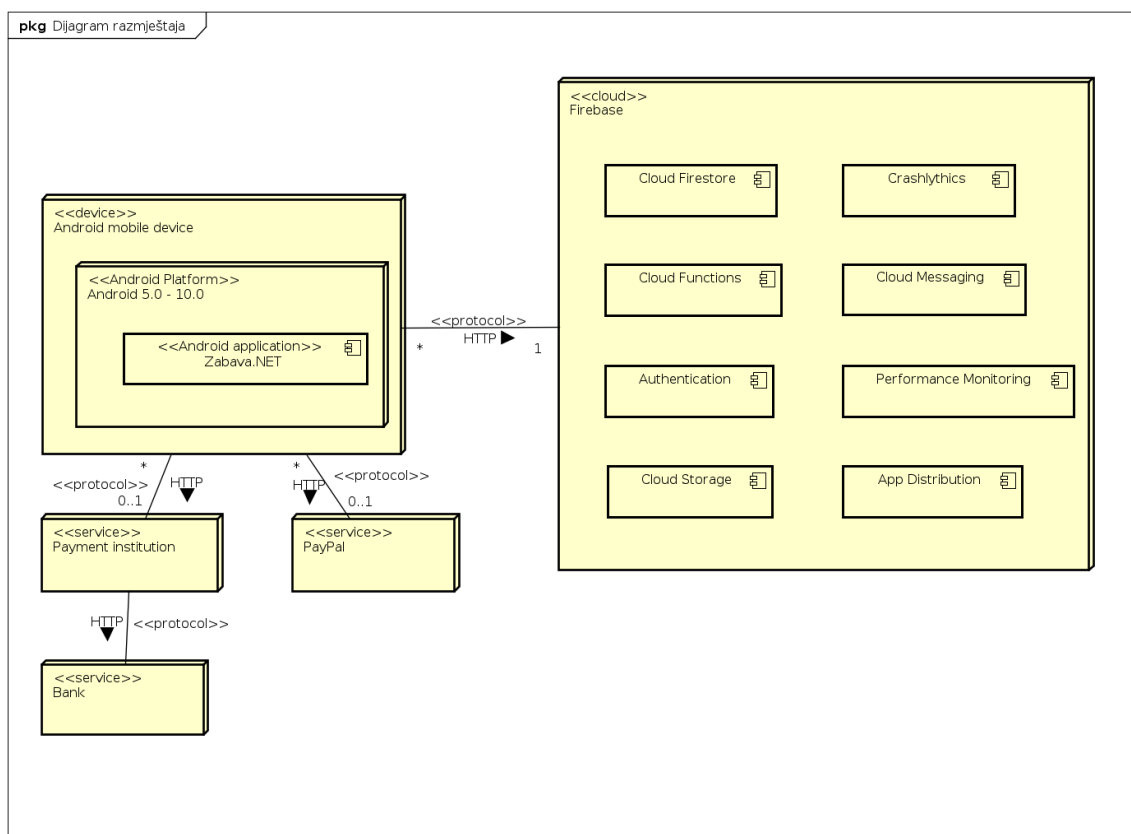 pkg Dijagram razmještaja
<<cloud>>
Firebase
Cloud Firestore
Crashlythics
Cloud Functions
Cloud Messaging
Authentication
Performance Monitoring
Cloud Storage
App Distribution
<<device>>
Android mobile device
<<Android Platform>>
Android 5.0 - 10.0
<<Android application>>
Zabava.NET
<<protocol>>
HTTP
*
1
*
<<protocol>>
HTTP
0..1
*
<<protocol>>
HTTP
0..1
<<service>>
Payment institution
<<service>>
PayPal
HTTP
<<protocol>>
<<service>>
Bank